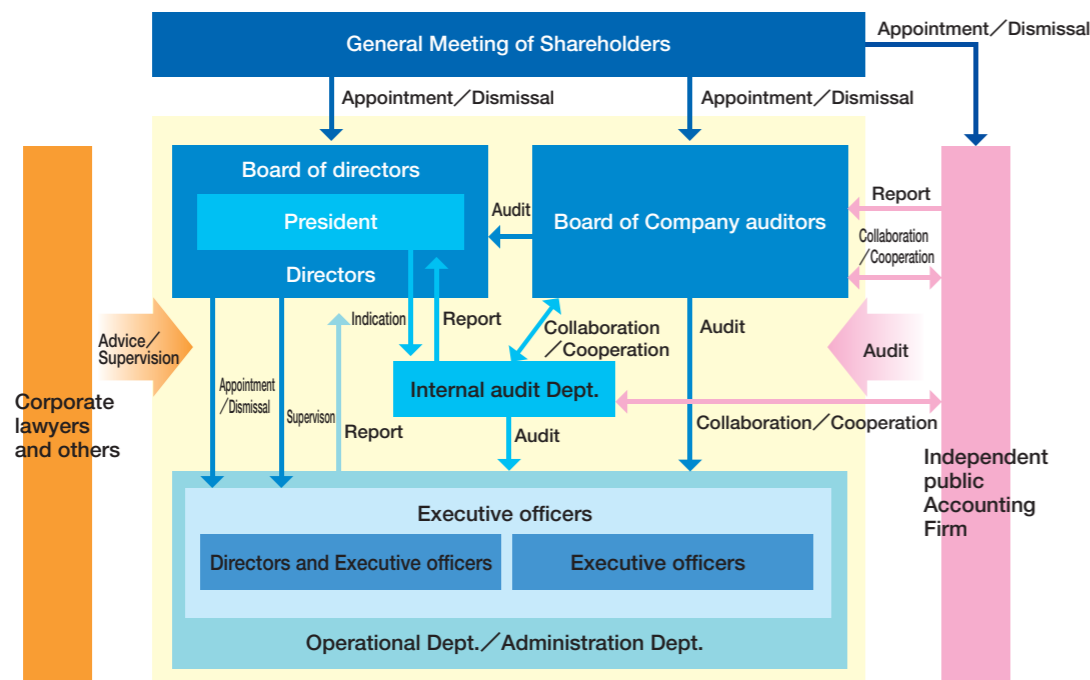 General Meeting of Shareholders
Appointment／Dismissal
Appointment／Dismissal
Appointment／Dismissal
Board of directors
President
Directors
Audit
Board of Company auditors
Report
Collaboration
／Cooperation
Advice／
Supervision
Indication
Report
Collaboration
／Cooperation
Audit
Audit
Appointment
／Dismissal
Supervison
Report
Internal audit Dept.
Audit
Collaboration／Cooperation
Corporate
lawyers
and others
Independent
public
Accounting
Firm
Executive officers
Directors and Executive officers
Executive officers
Operational Dept.／Administration Dept.